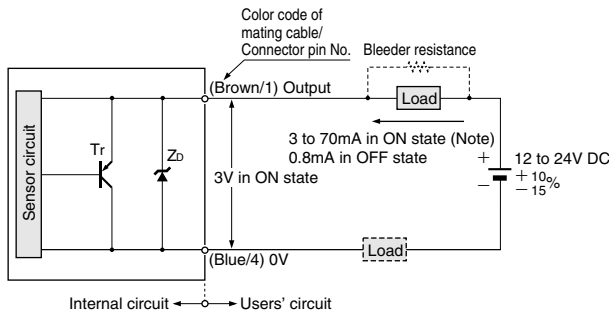 Color code of
mating cable/
Connector pin No.
Bleeder resistance
(Brown/1) Output
Load
Sensor circuit
Tr
ZD
3V in ON state
3 to 70mA in ON state (Note)
0.8mA in OFF state
+
−
12 to 24V DC
+ 10
− 15
%
Load
(Blue/4) 0V
Internal circuit
Users' circuit